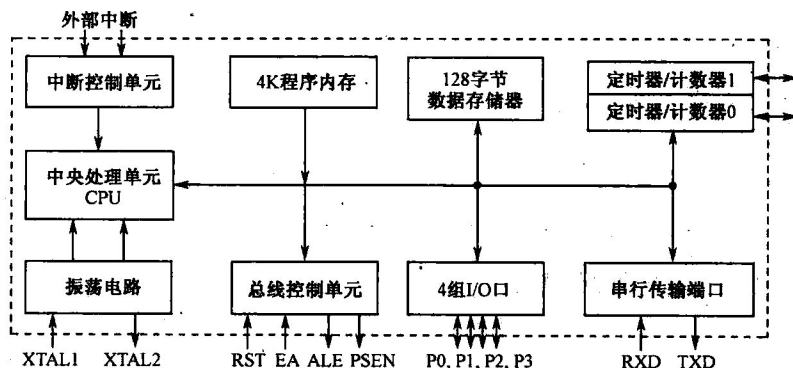 外部中断
中断控制单元
4K程序内存
128字节
数据存储器
定时器/计数器1
定时器/计数器0
中央处理单元
CPU
振荡电路
总线控制单元
4组I/O口
串行传输端口
XTAL1 XTAL2 RST EA ALE PSEN P0, P1, P2, P3 RXD TXD